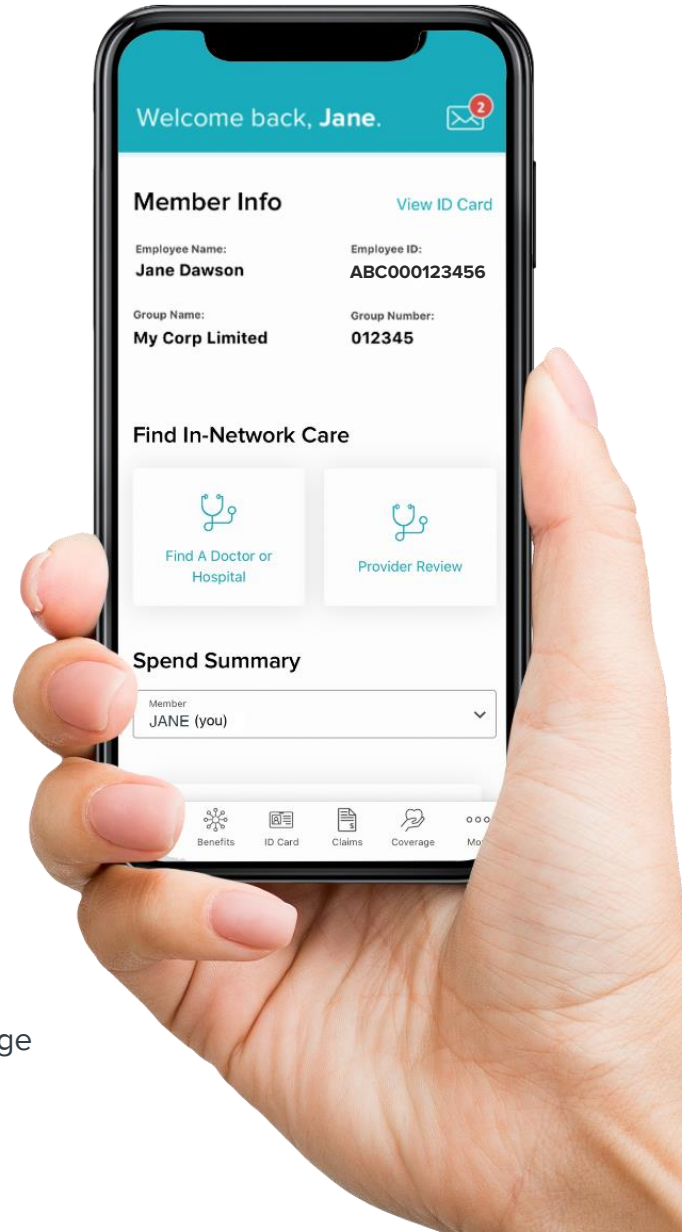 Welcome back, Jane.
2
Member Info
View ID Card
Employee Name:
Employee ID:
Jane Dawson
ABC000123456
Group Name:
Group Number:
My Corp Limited
012345
Find In-Network Care
Find A Doctor or
Hospital
Provider Review
Spend Summary
Member
JANE (you)
Benefits
ID Card
Claims
Coverage
ge